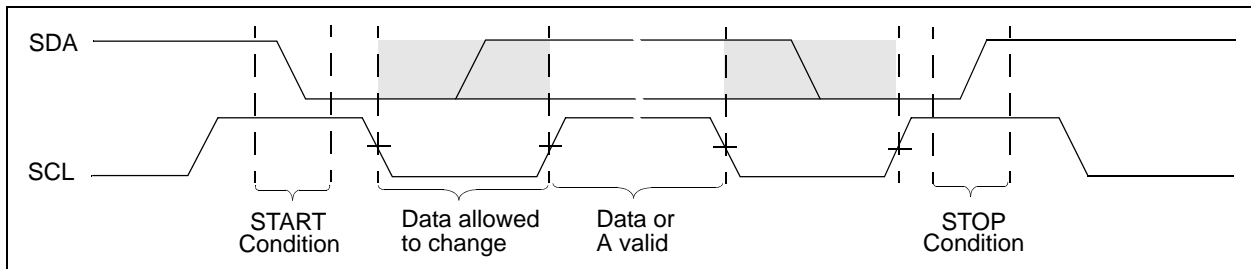 SDA
SCL
START
Condition
Data allowed
to change
Data or
A valid
STOP
Condition